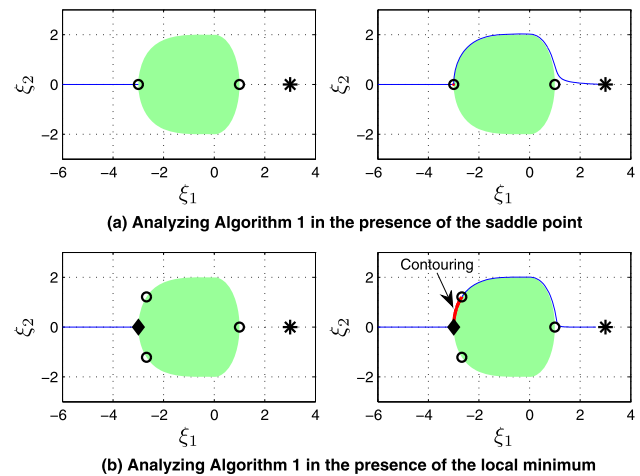 2
0
−2
ξ2
−6 −4 −2 0 2 4
ξ1
2
0
−2
ξ2
−6 −4 −2 0 2 4
ξ1
(a) Analyzing Algorithm 1 in the presence of the saddle point
2
0
−2
ξ2
−6 −4 −2 0 2 4
ξ1
Contouring
2
0
−2
ξ2
−6 −4 −2 0 2 4
ξ1
(b) Analyzing Algorithm 1 in the presence of the local minimum